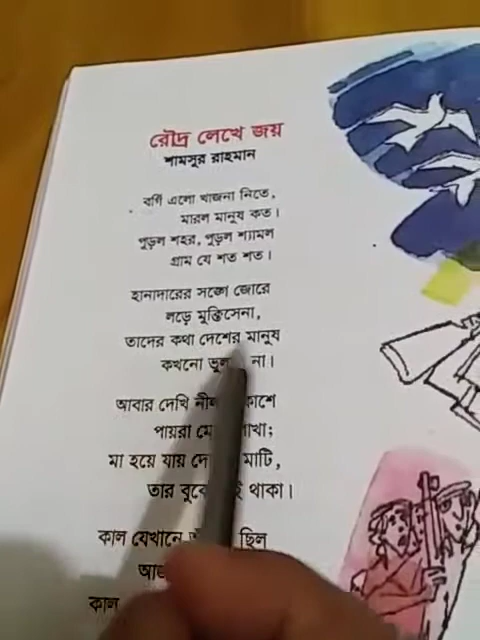 রৌদ্র লেখে জয়
শামসুর রাহমান
বর্গি এলো খাজনা নিতে,
মারল মানুষ কত।
পুড়ল শহর, পুড়ল শ্যামল
গ্রাম যে শত শত।
হানাদারের সঙ্গে জোরে
লড়ে মুক্তিসেনা,
তাদের কথা দেশের মানুষ
কখনো না।
আবার দেখি
পায়রা
মা হয়ে যায় মাটি,
তার থাকা।
কাল যেখানে ছিল
কাল